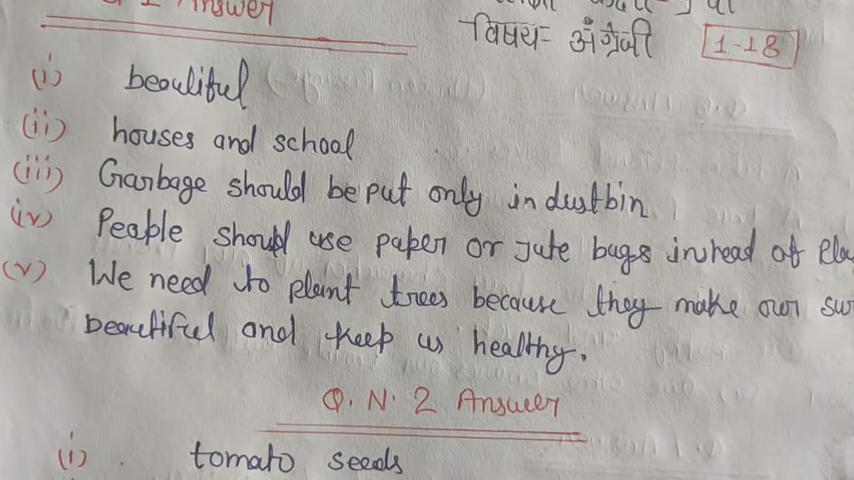 1 Answer
विषय- अंग्रेजी 1-18
(i) beautiful
(ii) houses and school
(iii) Garbage should be put only in dustbin
(iv) People should use paper or Jute bags instead of
(v) We need to plant trees because they make our
beautiful and keep us healthy.
Q. N. 2 Answer
(i) tomato seeds